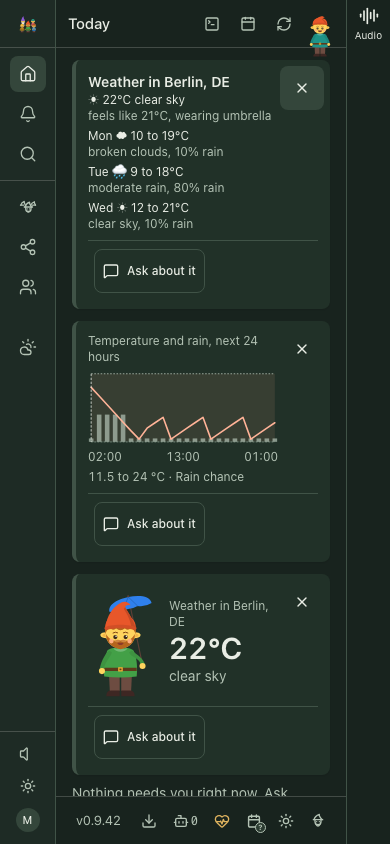 Today
Audio
Weather in Berlin, DE
22°C clear sky
feels like 21°C, wearing umbrella
Mon 10 to 19°C
broken clouds, 10% rain
Tue 9 to 18°C
moderate rain, 80% rain
Wed 12 to 21°C
clear sky, 10% rain
Ask about it
Temperature and rain, next 24
hours
02:00 13:00 01:00
11.5 to 24 °C · Rain chance
Ask about it
Weather in Berlin,
DE
22°C
clear sky
Ask about it
Nothing needs you right now. Ask
M
v0.9.42 0 ?